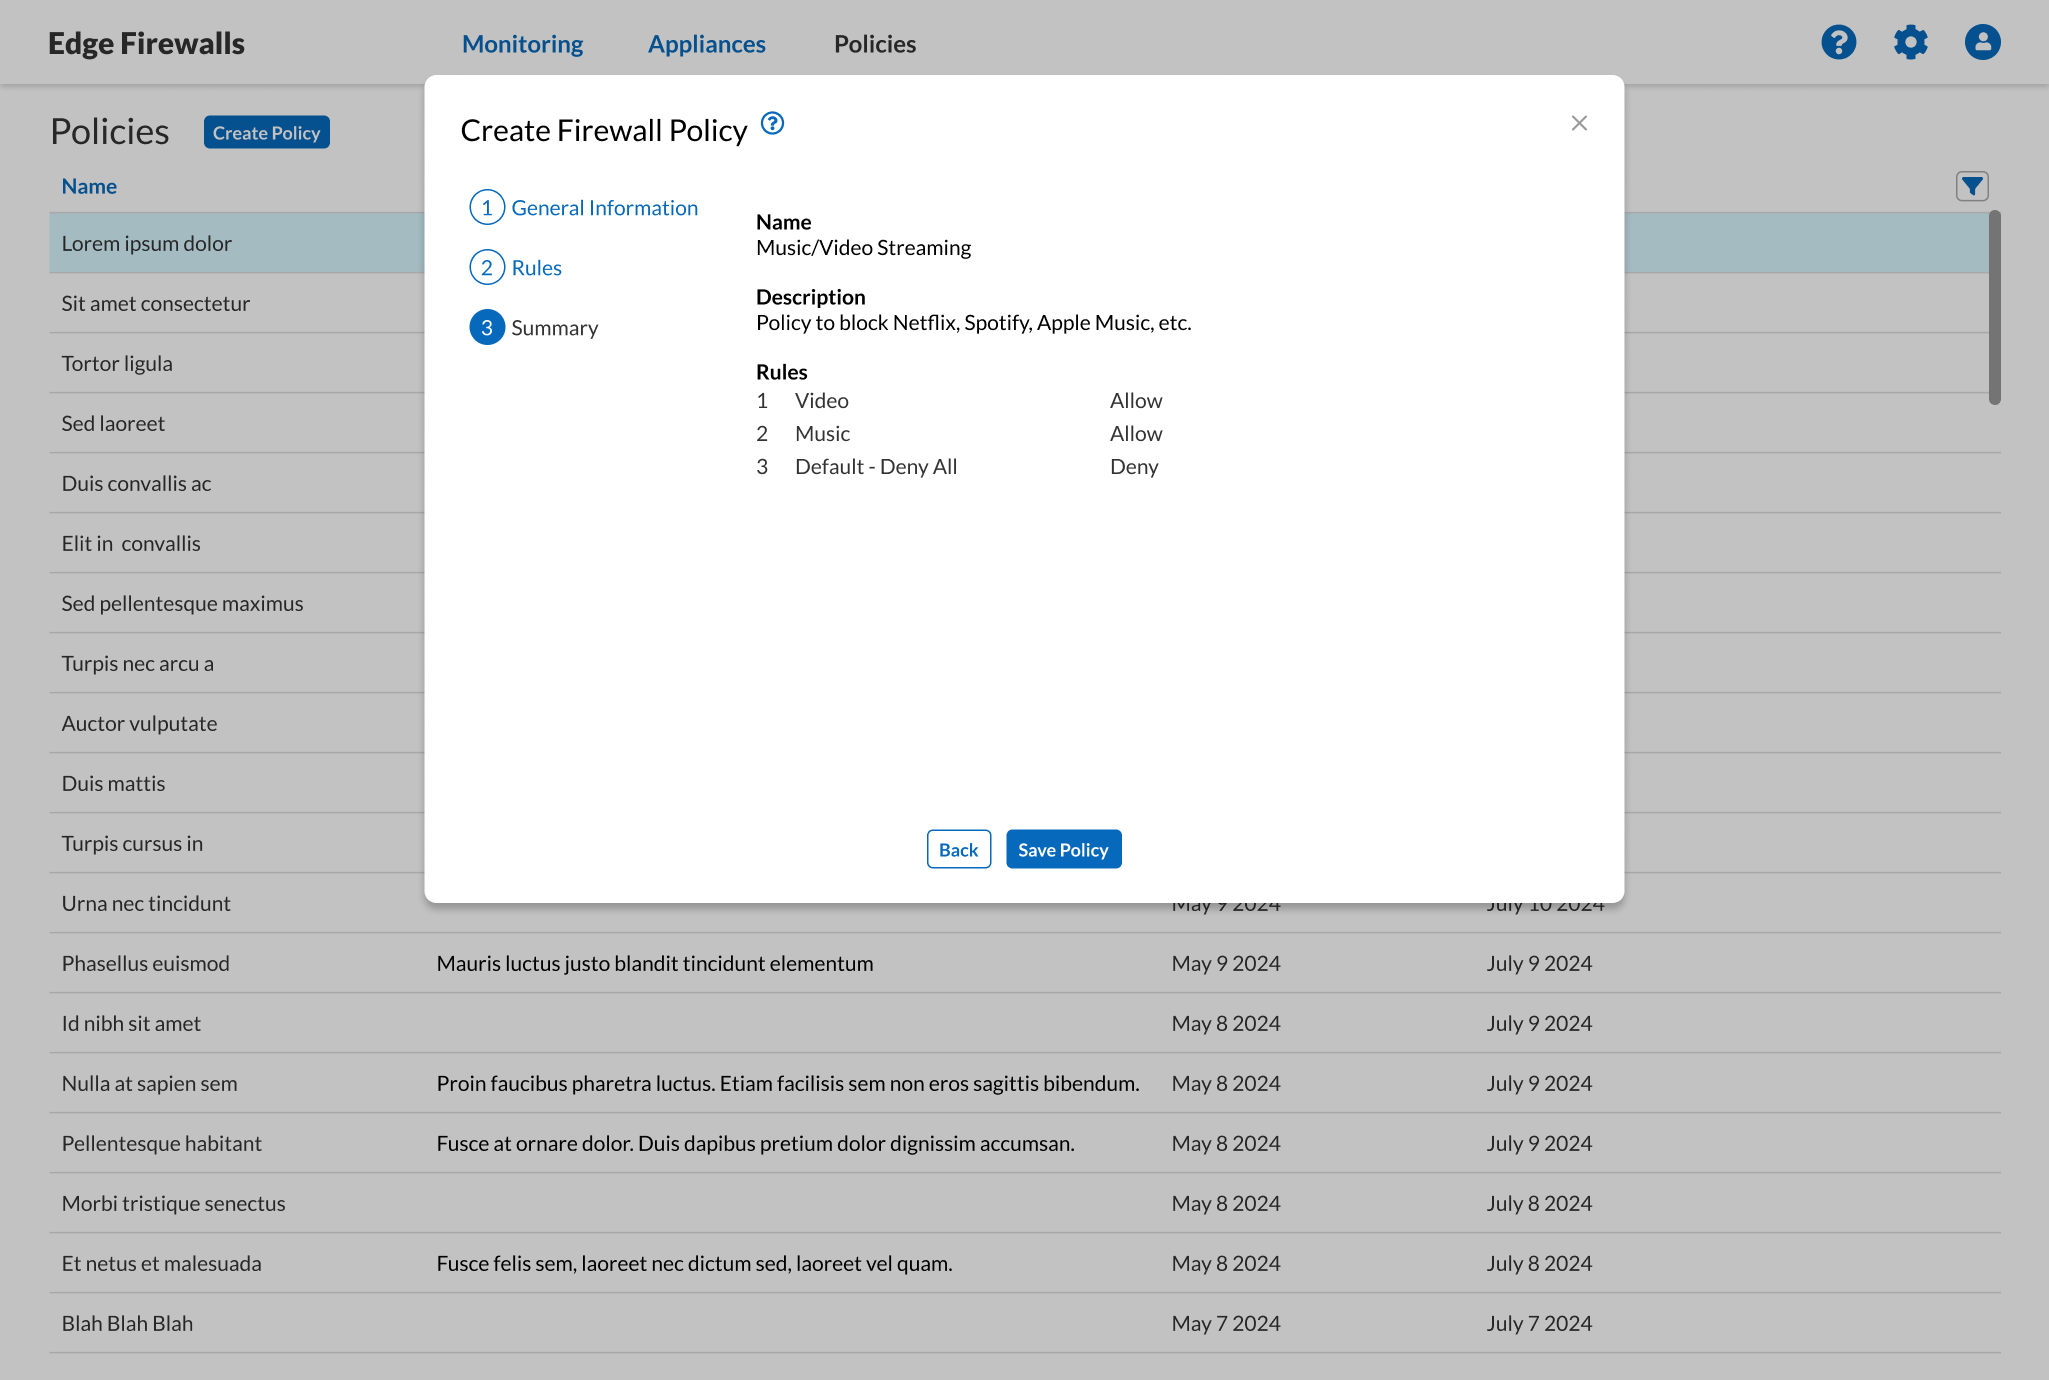 Edge Firewalls
Monitoring
Appliances
Policies
?
Policies
Create Policy
Name
Lorem ipsum dolor
Sit amet consectetur
Tortor ligula
Sed laoreet
Duis convallis ac
Elit in  convallis
Sed pellentesque maximus
Turpis nec arcu a
Auctor vulputate
Duis mattis
Turpis cursus in
Create Firewall Policy ?
1 General Information
2 Rules
3 Summary
Name
Music/Video Streaming
Description
Policy to block Netflix, Spotify, Apple Music, etc.
Rules
1 Video Allow
2 Music Allow
3 Default - Deny All Deny
Back
Save Policy
Urna nec tincidunt May 9 2024 July 10 2024
Phasellus euismod Mauris luctus justo blandit tincidunt elementum May 9 2024 July 9 2024
Id nibh sit amet May 8 2024 July 9 2024
Nulla at sapien sem Proin faucibus pharetra luctus. Etiam facilisis sem non eros sagittis bibendum. May 8 2024 July 9 2024
Pellentesque habitant Fusce at ornare dolor. Duis dapibus pretium dolor dignissim accumsan. May 8 2024 July 9 2024
Morbi tristique senectus May 8 2024 July 8 2024
Et netus et malesuada Fusce felis sem, laoreet nec dictum sed, laoreet vel quam. May 8 2024 July 8 2024
Blah Blah Blah May 7 2024 July 7 2024